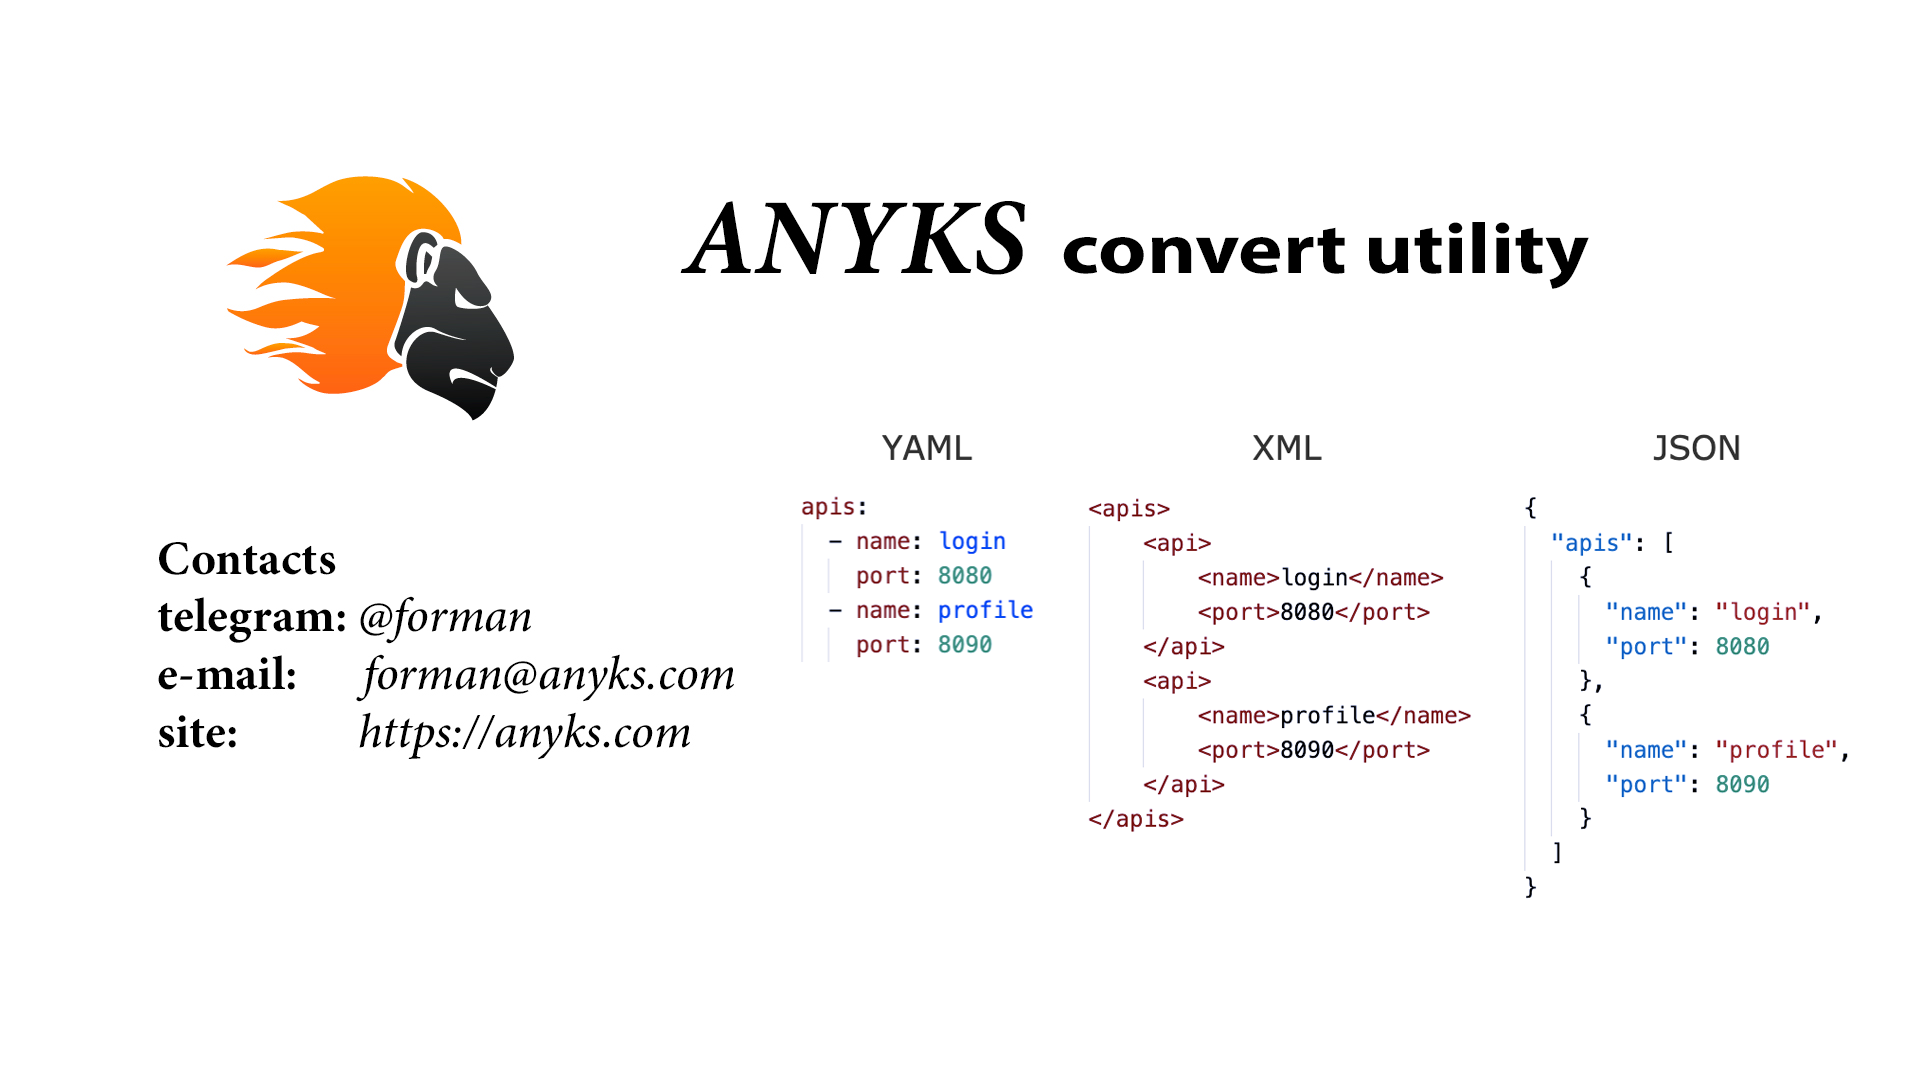 ANYKS convert utility
Contacts
telegram: @forman
e-mail: forman@anyks.com
site: https://anyks.com
YAML
apis:
  - name: login
    port: 8080
  - name: profile
    port: 8090
XML
<apis>
    <api>
        <name>login</name>
        <port>8080</port>
    </api>
    <api>
        <name>profile</name>
        <port>8090</port>
    </api>
</apis>
JSON
{
  "apis": [
    {
      "name": "login",
      "port": 8080
    },
    {
      "name": "profile",
      "port": 8090
    }
  ]
}